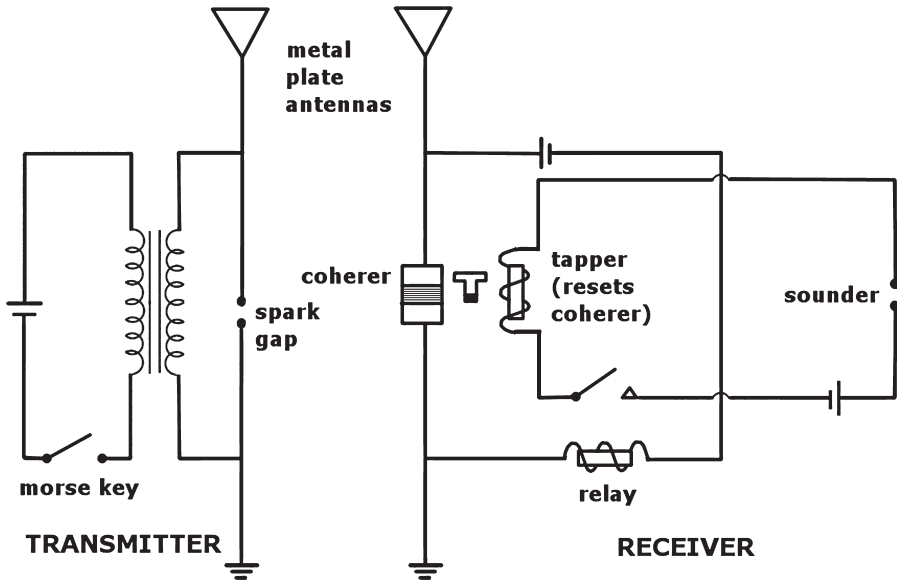 metal
plate
antennas
coherer
tapper
(resets
coherer)
sounder
spark
gap
morse key
relay
TRANSMITTER
RECEIVER